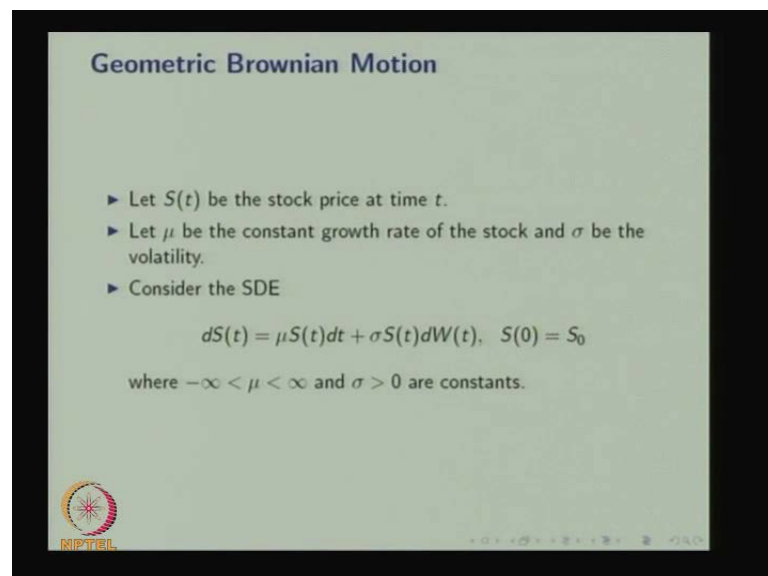 Geometric Brownian Motion
▶ Let S(t) be the stock price at time t.
▶ Let μ be the constant growth rate of the stock and σ be the
volatility.
▶ Consider the SDE
dS(t) = μS(t)dt + σS(t)dW(t),  S(0) = S₀
where −∞ < μ < ∞ and σ > 0 are constants.
NPTEL